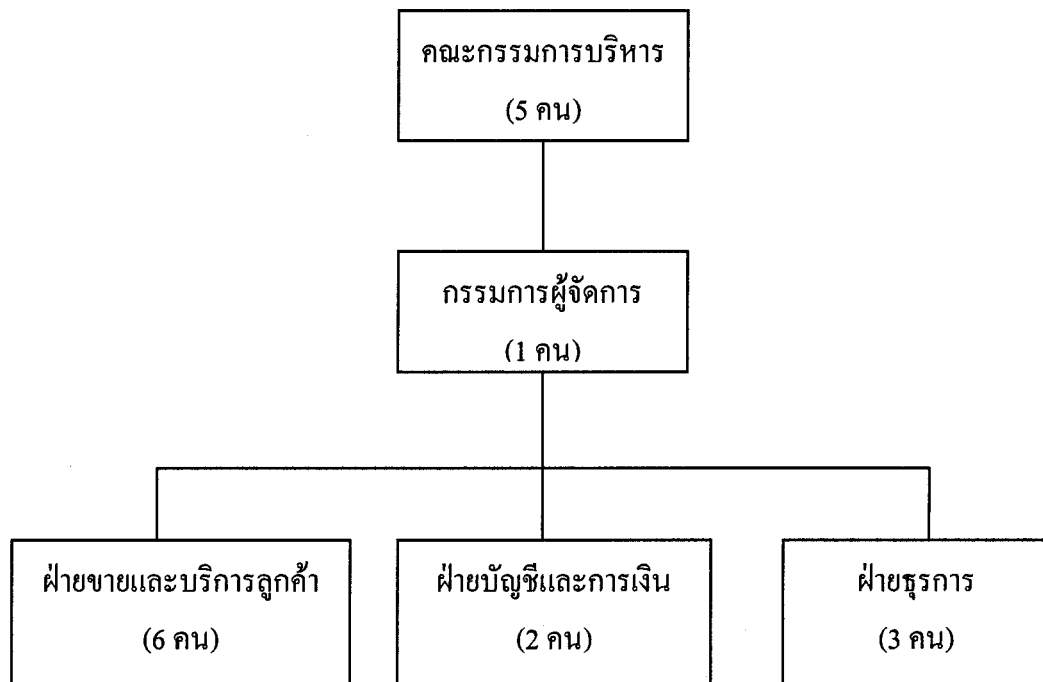 คณะกรรมการบริหาร
(5 คน)
กรรมการผู้จัดการ
(1 คน)
ฝ่ายขายและบริการลูกค้า
(6 คน)
ฝ่ายบัญชีและการเงิน
(2 คน)
ฝ่ายธุรการ
(3 คน)